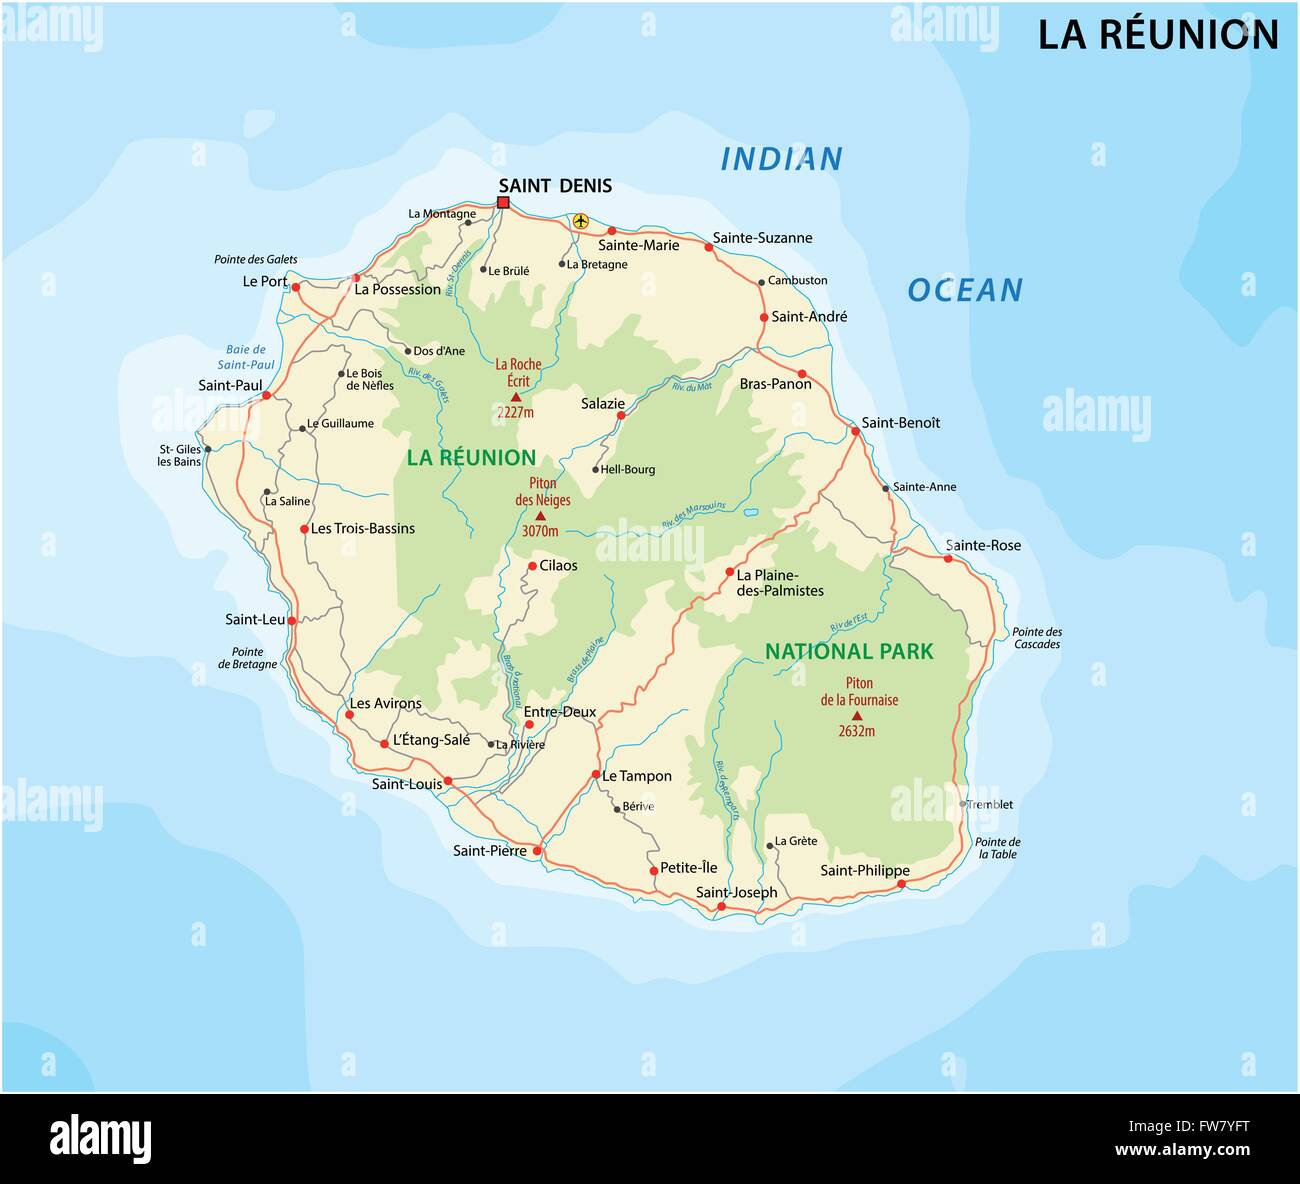 LA RÉUNION
INDIAN
OCEAN
SAINT DENIS
La Montagne
Sainte-Marie
Sainte-Suzanne
Pointe des Galets
Le Port
La Possession
Riv. St-Dennis
Le Brûlé
La Bretagne
Cambuston
Saint-André
Baie de
Saint-Paul
Dos d'Ane
Le Bois
de Nèfles
Riv. des Galets
La Roche
Écrit
2227m
Riv. du Mât
Bras-Panon
Saint-Paul
Salazie
Le Guillaume
Saint-Benoît
St- Giles
les Bains
LA RÉUNION
Hell-Bourg
La Saline
Piton
des Neiges
3070m
Riv. des Marsouins
Sainte-Anne
Les Trois-Bassins
Sainte-Rose
Cilaos
La Plaine-
des-Palmistes
Saint-Leu
Riv de l'Est
Pointe des
Cascades
Pointe
de Bretagne
Brass de Plaine
NATIONAL PARK
Piton
de la Fournaise
2632m
Les Avirons
Entre-Deux
L'Étang-Salé
La Rivière
Saint-Louis
Le Tampon
Riv. des Remparts
Bérive
Tremblet
La Grète
Pointe de
la Table
Saint-Pierre
Petite-Île
Saint-Philippe
Saint-Joseph
alamy
a
alamy
Image ID: FW7YFT
www.alamy.com